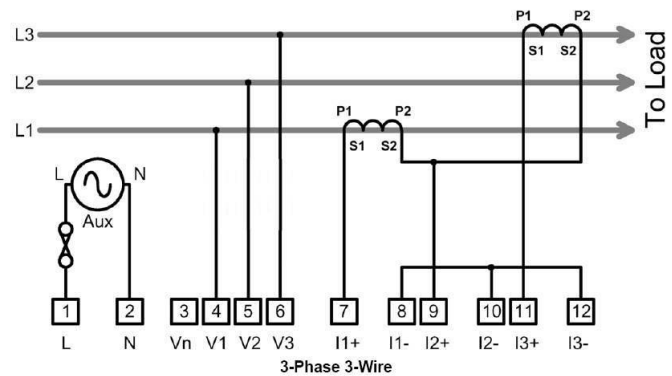 P1 P2
L3
S1 S2
To Load
L2
P1 P2
L1
S1 S2
L N
Aux
1 2 3 4 5 6 7 8 9 10 11 12
L N Vn V1 V2 V3 I1+ I1- I2+ I2- I3+ I3-
3-Phase 3-Wire